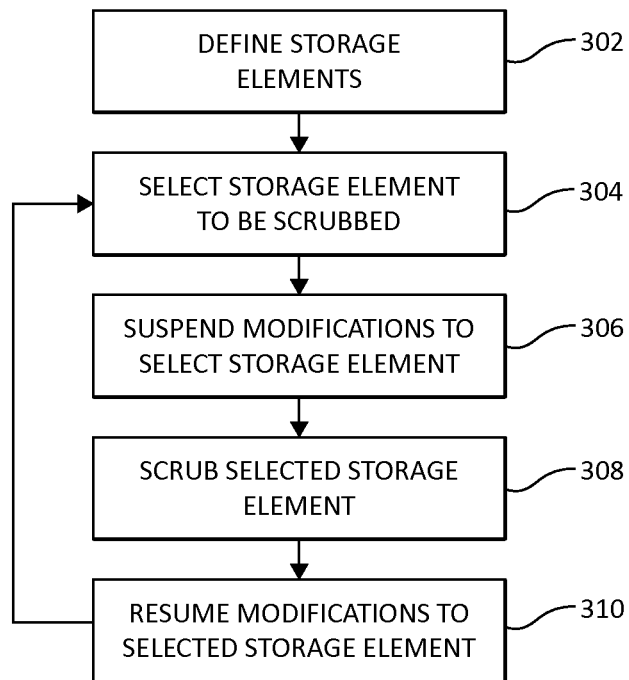 DEFINE STORAGE
ELEMENTS
302
SELECT STORAGE ELEMENT
TO BE SCRUBBED
304
SUSPEND MODIFICATIONS TO
SELECT STORAGE ELEMENT
306
SCRUB SELECTED STORAGE
ELEMENT
308
RESUME MODIFICATIONS TO
SELECTED STORAGE ELEMENT
310